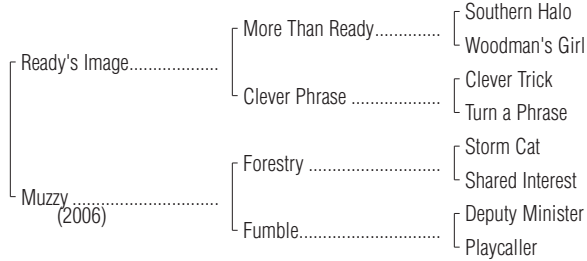 Southern Halo
More Than Ready......................
Woodman's Girl
Ready's Image....................
Clever Trick
Clever Phrase ....................
Turn a Phrase
Storm Cat
Forestry .............................
Shared Interest
Muzzy .................................
(2006)
Deputy Minister
Fumble................................
Playcaller